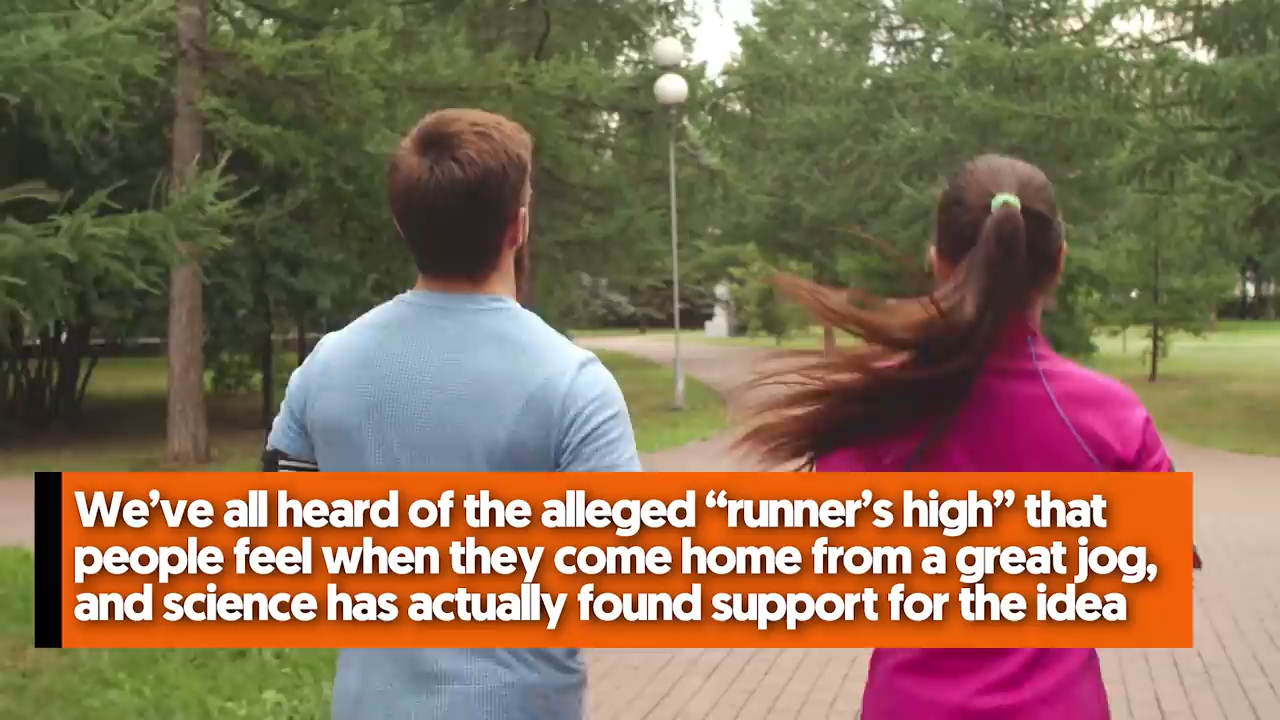 We’ve all heard of the alleged “runner’s high” that
people feel when they come home from a great jog,
and science has actually found support for the idea